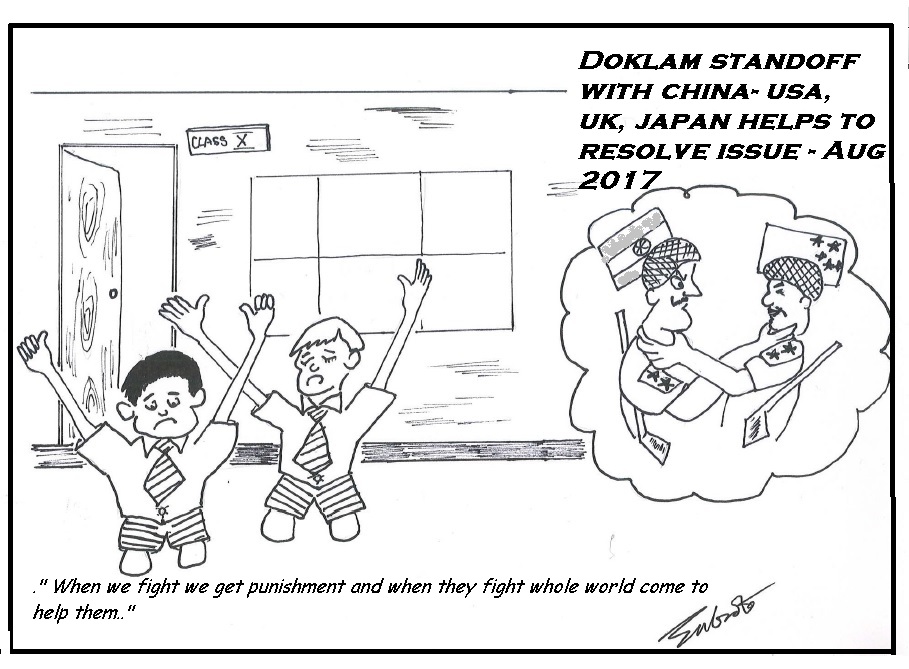 DOKLAM STANDOFF
WITH CHINA- USA,
UK, JAPAN HELPS TO
RESOLVE ISSUE - AUG
2017
CLASS X
." When we fight we get punishment and when they fight whole world come to
help them.."